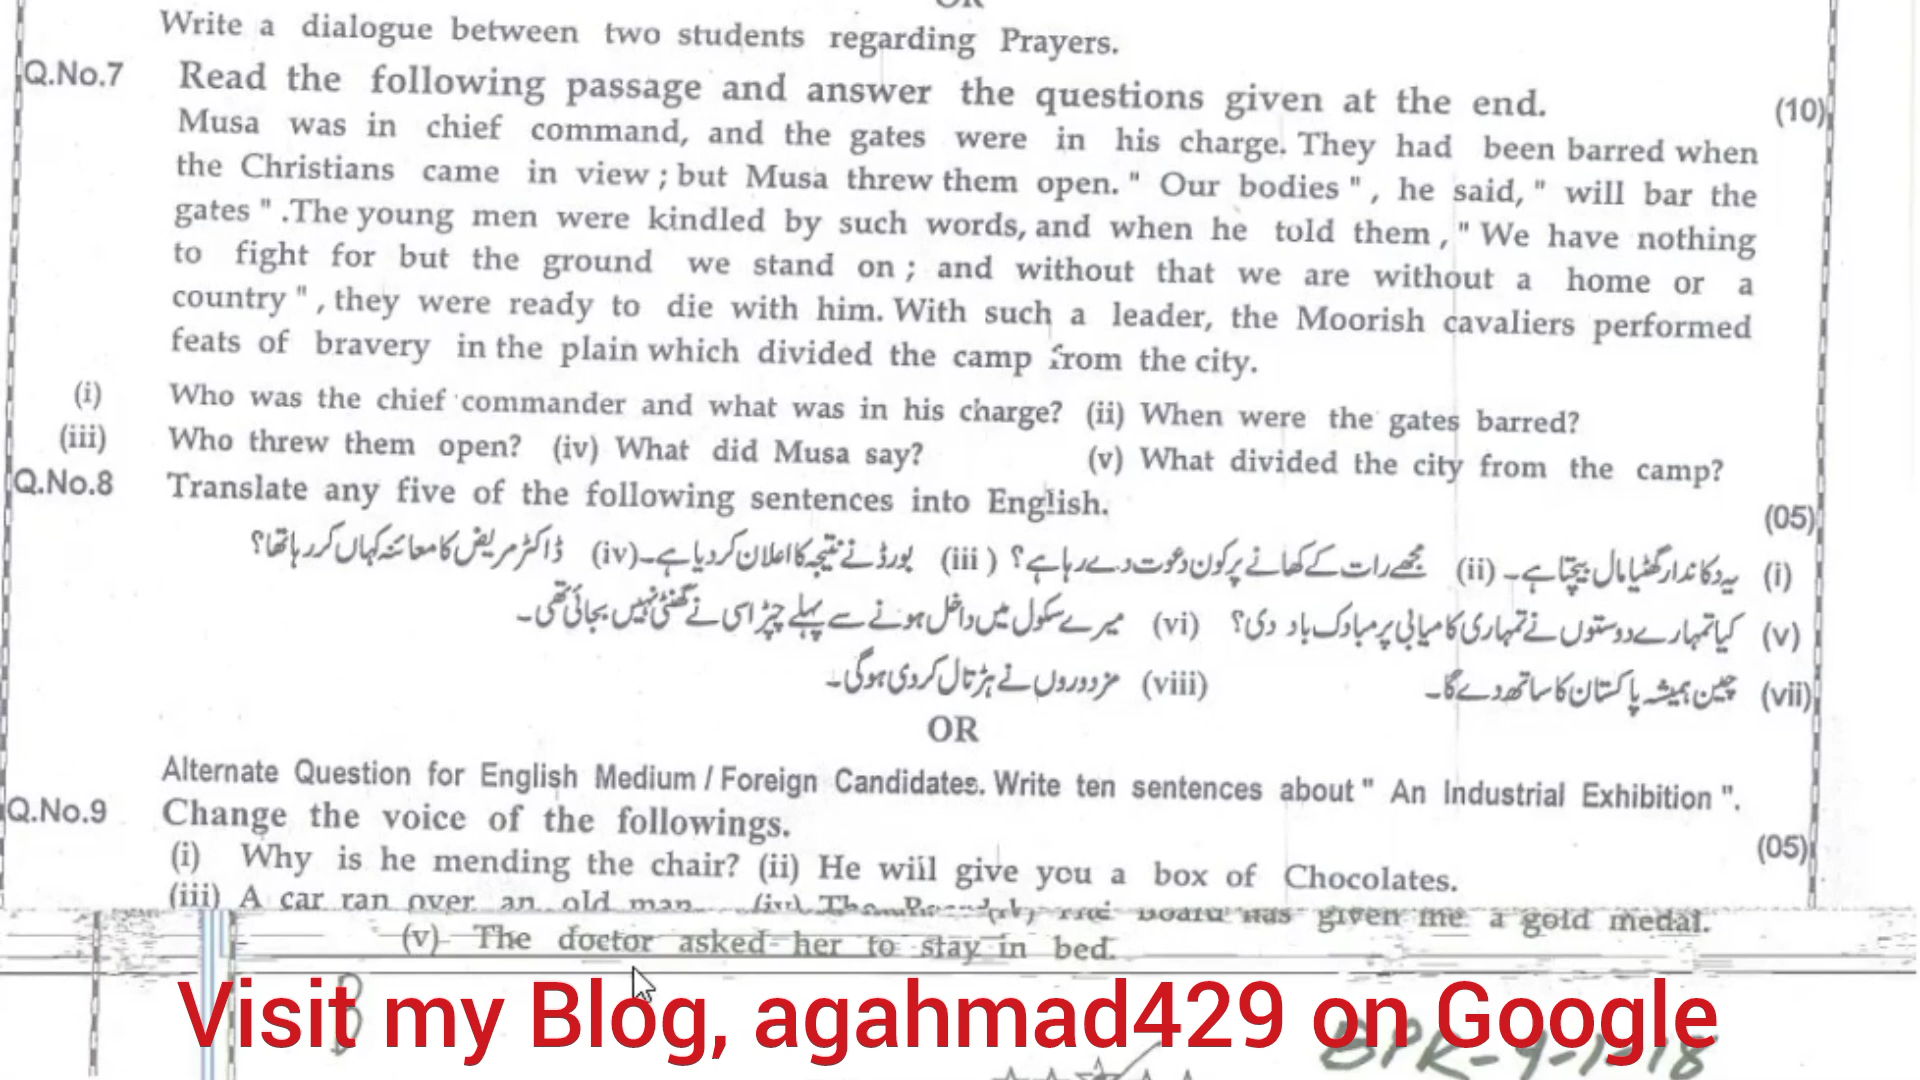 OR
Write a dialogue between two students regarding Prayers.
Q.No.7 Read the following passage and answer the questions given at the end. (10)
Musa was in chief command, and the gates were in his charge. They had been barred when
the Christians came in view ; but Musa threw them open. " Our bodies " , he said, " will bar the
gates " .The young men were kindled by such words, and when he told them , " We have nothing
to fight for but the ground we stand on ; and without that we are without a home or a
country " , they were ready to die with him. With such a leader, the Moorish cavaliers performed
feats of bravery in the plain which divided the camp from the city.
(i) Who was the chief commander and what was in his charge? (ii) When were the gates barred?
(iii) Who threw them open? (iv) What did Musa say? (v) What divided the city from the camp?
Q.No.8 Translate any five of the following sentences into English. (05)
(i) یہ دکاندار گھٹیا مال بیچتا ہے۔ (ii) مجھے رات کے کھانے پر کون دعوت دے رہا ہے؟ (iii) بورڈ نے نتیجہ کا اعلان کر دیا ہے۔ (iv) ڈاکٹر مریض کا معائنہ کہاں کر رہا تھا؟
(v) کیا تمہارے دوستوں نے تمہاری کامیابی پر مبارک باد دی؟ (vi) میرے سکول میں داخل ہونے سے پہلے چپڑاسی نے گھنٹی نہیں بجائی تھی۔
(vii) چین ہمیشہ پاکستان کا ساتھ دے گا۔ (viii) مزدوروں نے ہڑتال کر دی ہوگی۔
OR
Alternate Question for English Medium / Foreign Candidates. Write ten sentences about " An Industrial Exhibition ".
Q.No.9 Change the voice of the followings. (05)
(i) Why is he mending the chair? (ii) He will give you a box of Chocolates.
(iii) A car ran over an old man. (iv) The Board has given me a gold medal.
(v) The doctor asked her to stay in bed.
Visit my Blog, agahmad429 on Google
BPK-9-1-18